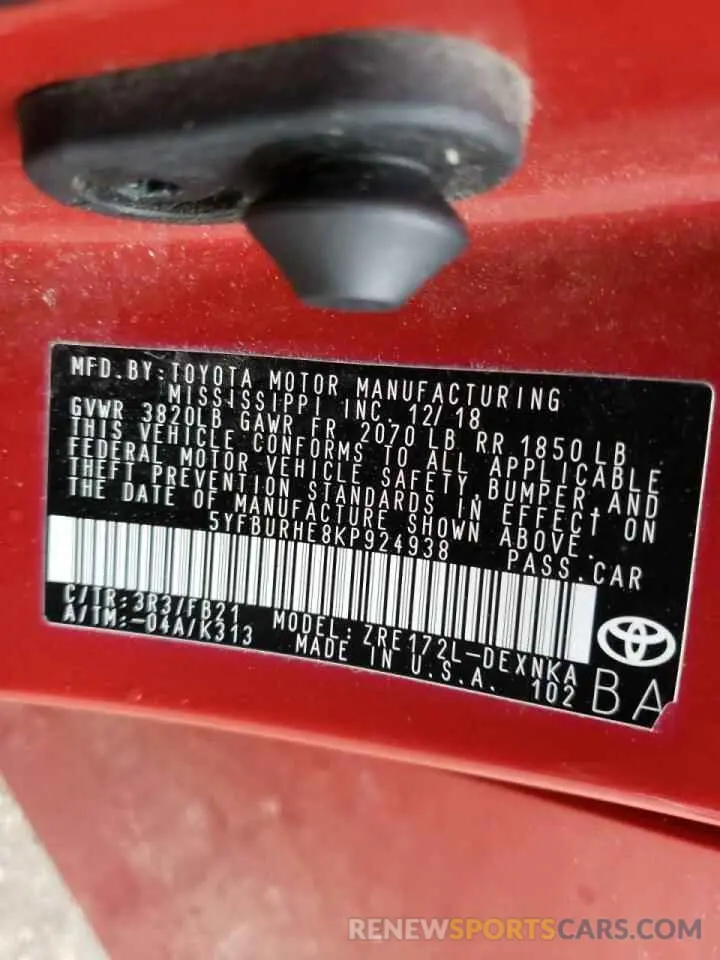 MFD.BY:TOYOTA MOTOR MANUFACTURING
MISSISSIPPI INC. 12/18
GVWR 3820LB GAWR FR 2070 LB RR 1850 LB
THIS VEHICLE CONFORMS TO ALL APPLICABLE
FEDERAL MOTOR VEHICLE SAFETY,BUMPER,AND
THEFT PREVENTION STANDARDS IN EFFECT ON
THE DATE OF MANUFACTURE SHOWN ABOVE.
5YFBURHE8KP924938 PASS.CAR
C/TR:3R3/FB21 MODEL:ZRE172L-DEXNKA
A/TM:-04A/K313 MADE IN U.S.A. 102
BA
RENEWSPORTSCARS.COM